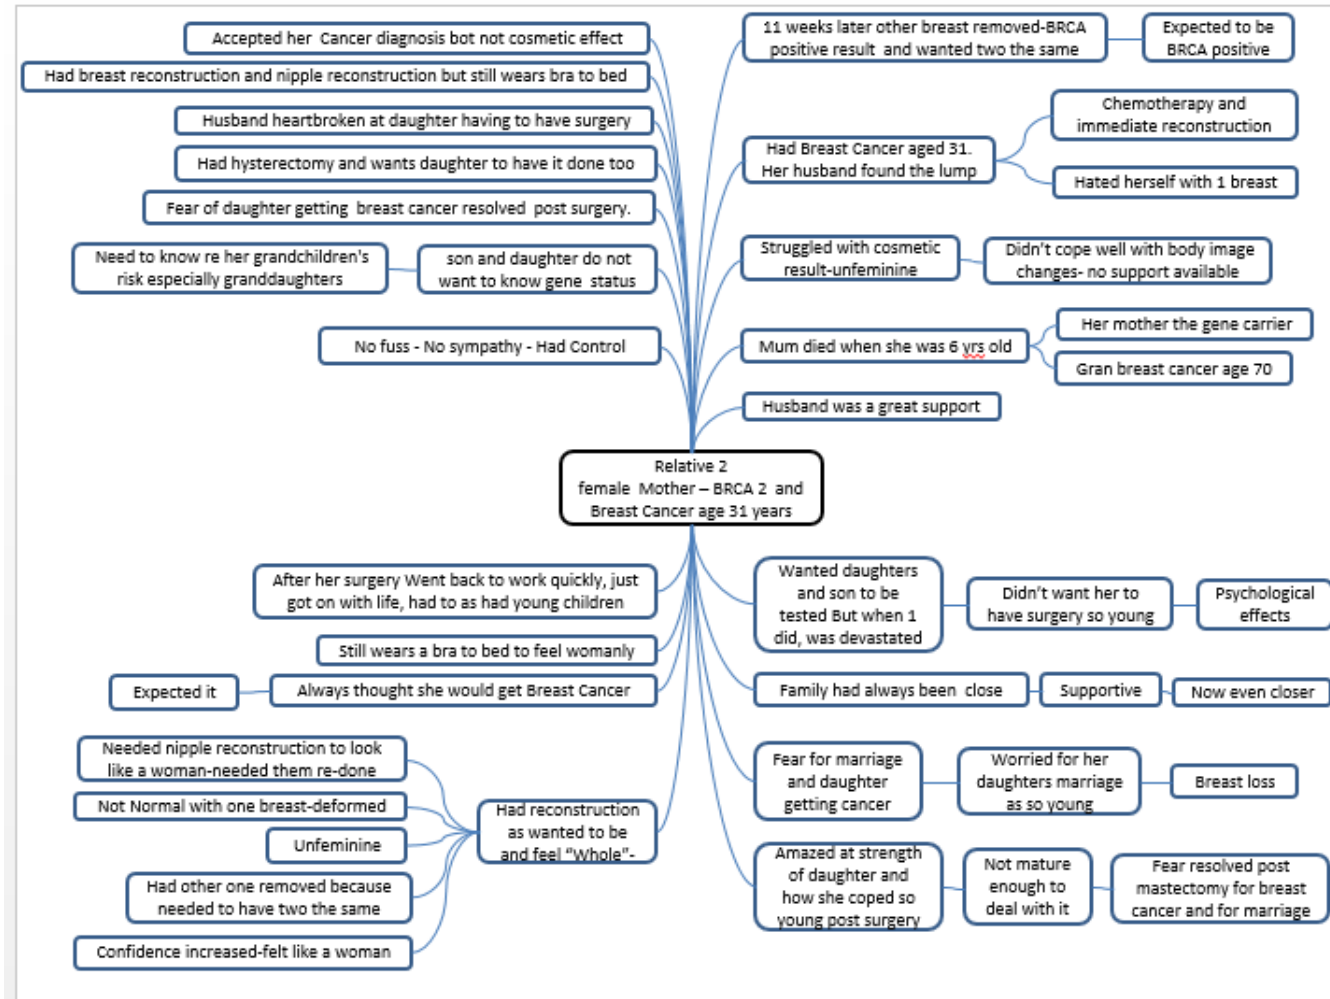 Accepted her Cancer diagnosis bot not cosmetic effect
Had breast reconstruction and nipple reconstruction but still wears bra to bed
Husband heartbroken at daughter having to have surgery
Had hysterectomy and wants daughter to have it done too
Fear of daughter getting breast cancer resolved post surgery.
Need to know re her grandchildren's
risk especially granddaughters
son and daughter do not
want to know gene status
No fuss - No sympathy - Had Control
11 weeks later other breast removed-BRCA
positive result and wanted two the same
Expected to be
BRCA positive
Had Breast Cancer aged 31.
Her husband found the lump
Chemotherapy and
immediate reconstruction
Hated herself with 1 breast
Struggled with cosmetic
result-unfeminine
Didn't cope well with body image
changes- no support available
Mum died when she was 6 yrs old
Her mother the gene carrier
Gran breast cancer age 70
Husband was a great support
Relative 2
female Mother – BRCA 2 and
Breast Cancer age 31 years
After her surgery Went back to work quickly, just
got on with life, had to as had young children
Still wears a bra to bed to feel womanly
Expected it
Always thought she would get Breast Cancer
Needed nipple reconstruction to look
like a woman-needed them re-done
Not Normal with one breast-deformed
Unfeminine
Had other one removed because
needed to have two the same
Confidence increased-felt like a woman
Had reconstruction
as wanted to be
and feel “Whole”-
Wanted daughters
and son to be
tested But when 1
did, was devastated
Didn't want her to
have surgery so young
Psychological
effects
Family had always been close
Supportive
Now even closer
Fear for marriage
and daughter
getting cancer
Worried for her
daughters marriage
as so young
Breast loss
Amazed at strength
of daughter and
how she coped so
young post surgery
Not mature
enough to
deal with it
Fear resolved post
mastectomy for breast
cancer and for marriage